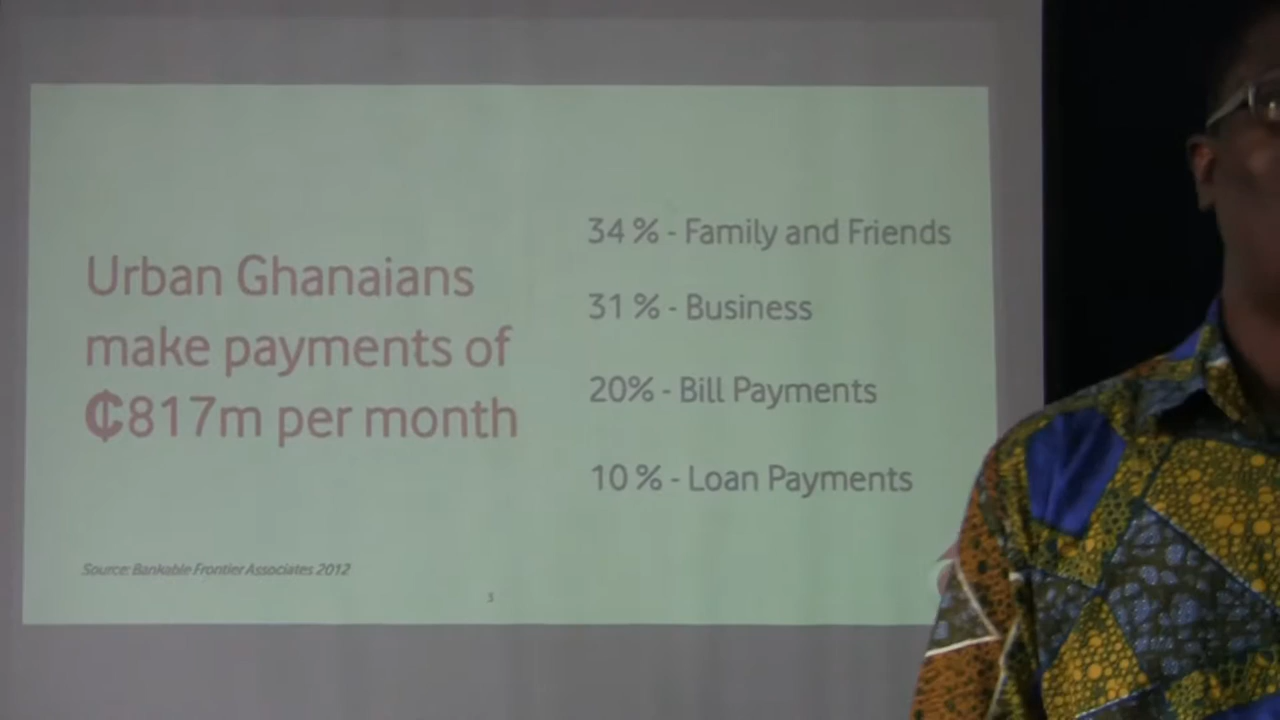 Urban Ghanaians
make payments of
₵817m per month
34 % - Family and Friends
31 % - Business
20% - Bill Payments
10 % - Loan Payments
Source: Bankable Frontier Associates 2012
3